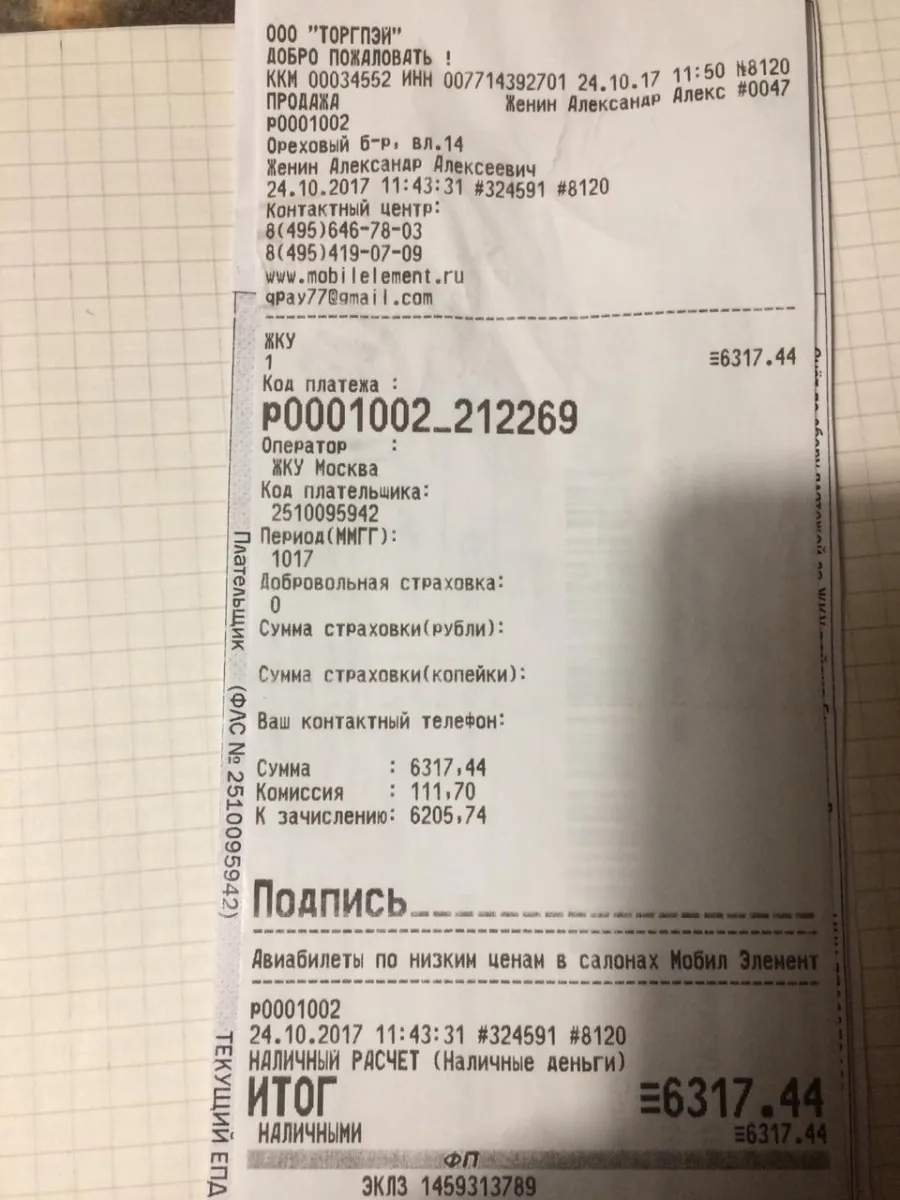 ООО "ТОРГПЭЙ"
ДОБРО ПОЖАЛОВАТЬ !
ККМ 00034552 ИНН 007714392701 24.10.17 11:50 №8120
ПРОДАЖА Женин Александр Алекс #0047
р0001002
Ореховый б-р, вл.14
Женин Александр Алексеевич
24.10.2017 11:43:31 #324591 #8120
Контактный центр:
8(495)646-78-03
8(495)419-07-09
www.mobilelement.ru
qpay77@gmail.com
ЖКУ
1 ≡6317.44
Код платежа :
р0001002_212269
Оператор :
ЖКУ Москва
Код плательшика:
2510095942
Период(ММГГ):
1017
Добровольная страховка:
0
Сумма страховки(рубли):
Сумма страховки(копейки):
Ваш контактный телефон:
Сумма : 6317,44
Комиссия : 111,70
К зачислению: 6205,74
Подпись
Авиабилеты по низким ценам в салонах Мобил Элемент
р0001002
24.10.2017 11:43:31 #324591 #8120
НАЛИЧНЫЙ РАСЧЕТ (Наличные деньги)
ИТОГ ≡6317.44
НАЛИЧНЫМИ ≡6317.44
ФП
ЭКЛЗ 1459313789
Плательщик (ФЛС № 2510095942)
ТЕКУЩИЙ ЕПД